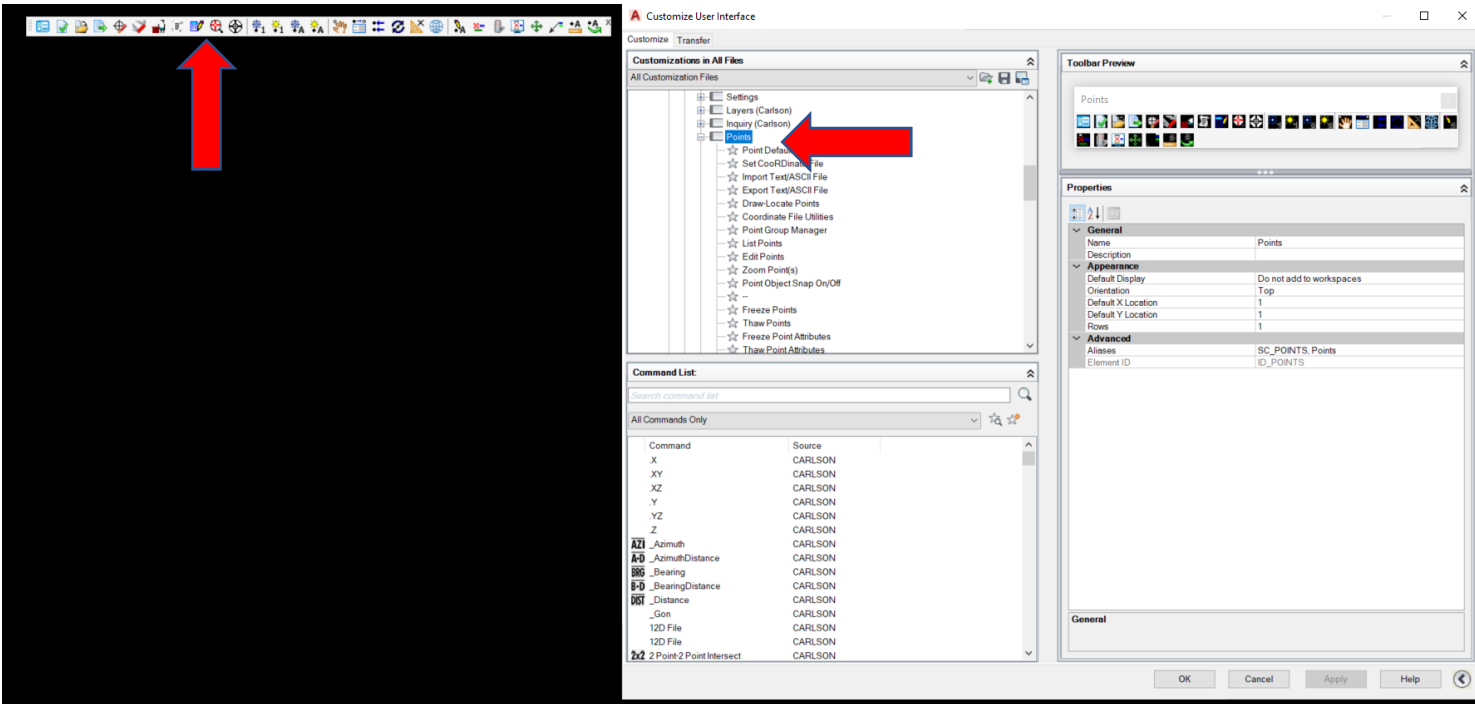 Customize User Interface
Customize Transfer
Customizations in All Files
All Customization Files
Settings
Layers (Carlson)
Inquiry (Carlson)
Points
Point Defau
Set CooRDinate File
Import Text/ASCII File
Export Text/ASCII File
Draw-Locate Points
Coordinate File Utilities
Point Group Manager
List Points
Edit Points
Zoom Point(s)
Point Object Snap On/Off
--
Freeze Points
Thaw Points
Freeze Point Attributes
Thaw Point Attributes
Command List:
Search command list
All Commands Only
Command Source
.X CARLSON
.XY CARLSON
.XZ CARLSON
.Y CARLSON
.YZ CARLSON
.Z CARLSON
AZI _Azimuth CARLSON
A-D _AzimuthDistance CARLSON
BRG _Bearing CARLSON
B-D _BearingDistance CARLSON
DIST _Distance CARLSON
_Gon CARLSON
12D File CARLSON
12D File CARLSON
2x2 2 Point-2 Point Intersect CARLSON
Toolbar Preview
Points
Properties
General
Name Points
Description
Appearance
Default Display Do not add to workspaces
Orientation Top
Default X Location 1
Default Y Location 1
Rows 1
Advanced
Aliases SC_POINTS, Points
Element ID ID_POINTS
General
OK Cancel Apply Help